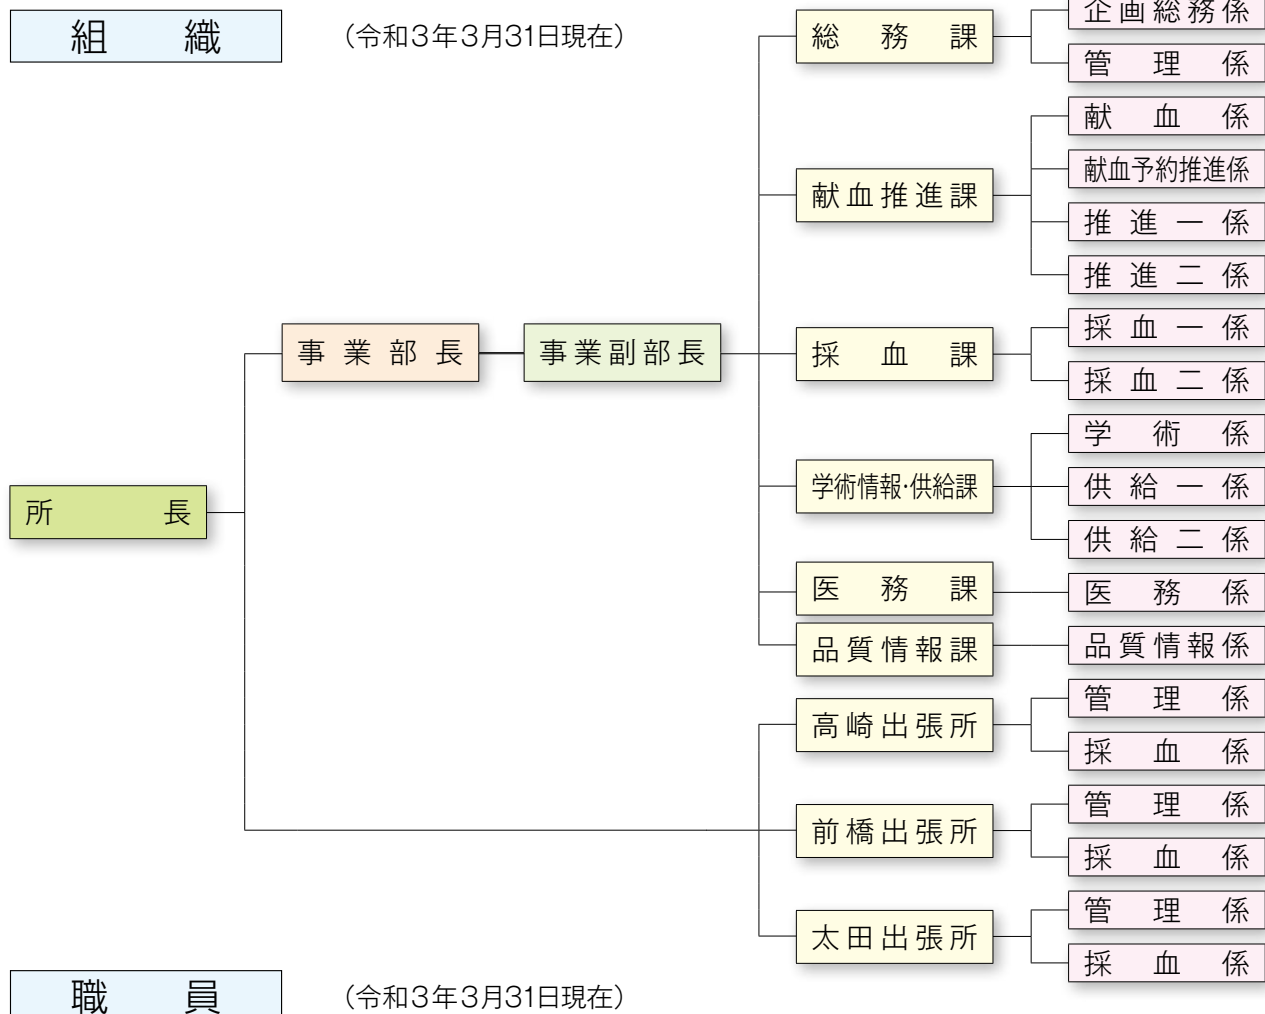 組織
（令和3年3月31日現在）
総務課
企画総務係
管理係
献血推進課
献血係
献血予約推進係
推進一係
推進二係
所長
事業部長
事業副部長
採血課
採血一係
採血二係
学術情報・供給課
学術係
供給一係
供給二係
医務課
医務係
品質情報課
品質情報係
高崎出張所
管理係
採血係
前橋出張所
管理係
採血係
太田出張所
管理係
採血係
職員
（令和3年3月31日現在）